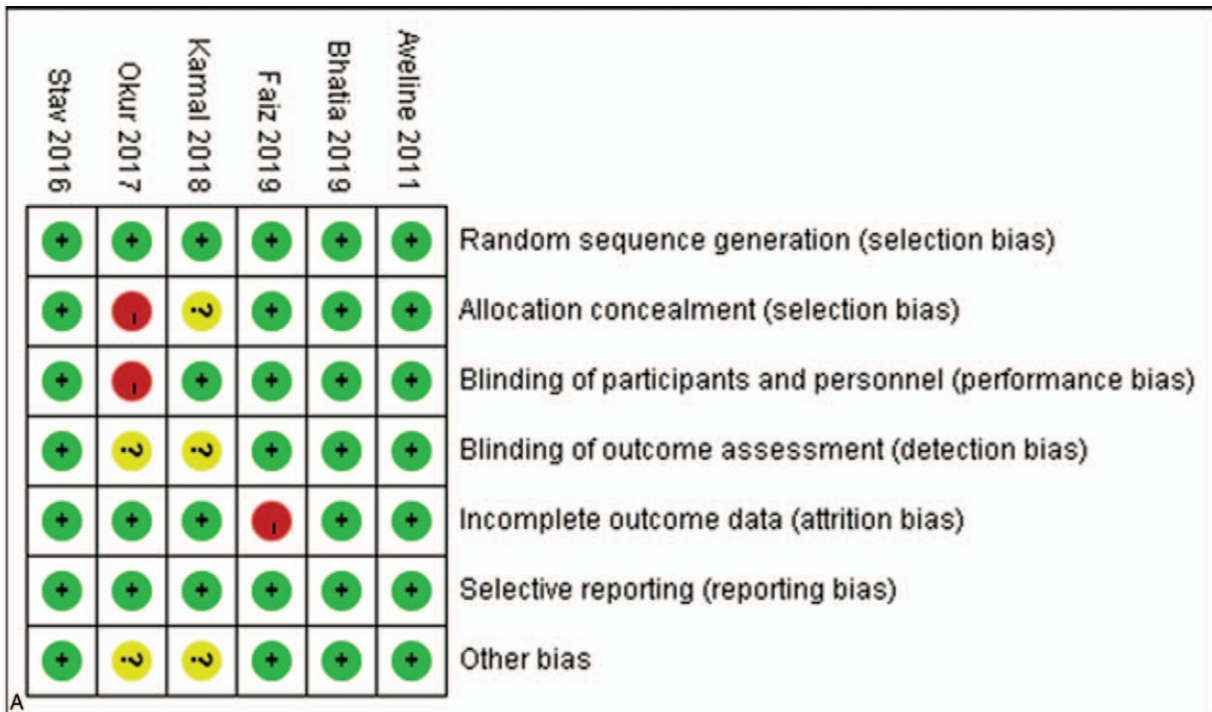 Stav 2016
Okur 2017
Kamal 2018
Faiz 2019
Bhatia 2019
Aveline 2011
+ + + + + + Random sequence generation (selection bias)
+ - ? + + + Allocation concealment (selection bias)
+ - + + + + Blinding of participants and personnel (performance bias)
+ ? ? + + + Blinding of outcome assessment (detection bias)
+ + + - + + Incomplete outcome data (attrition bias)
+ + + + + + Selective reporting (reporting bias)
+ ? ? + + + Other bias
A